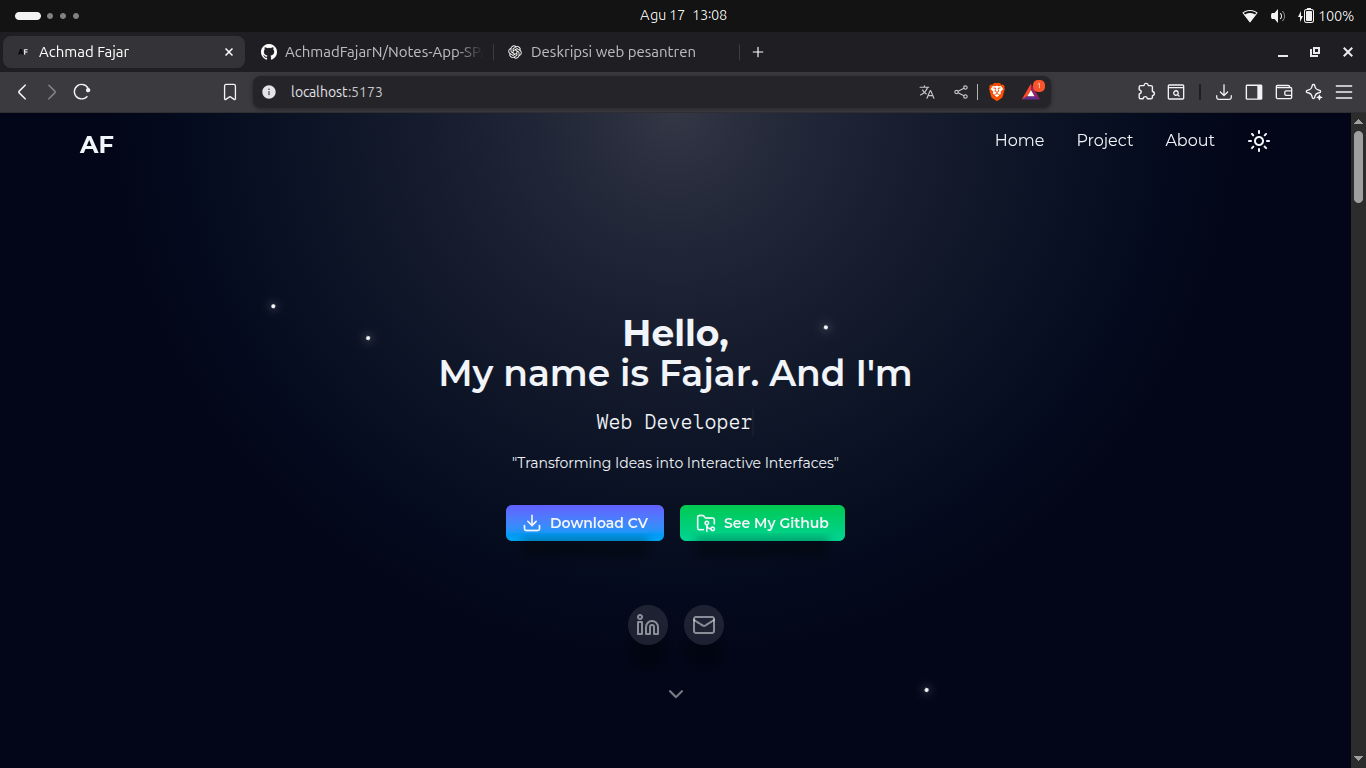 Agu 17 13:08
100%
Achmad Fajar
AchmadFajarN/Notes-App-SP
Deskripsi web pesantren
localhost:5173
1
AF
Home
Project
About
Hello,
My name is Fajar. And I'm
Web Developer
"Transforming Ideas into Interactive Interfaces"
Download CV
See My Github